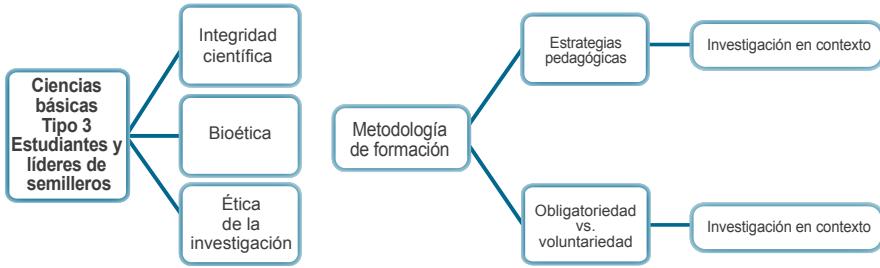 Ciencias
básicas
Tipo 3
Estudiantes y
líderes de
semilleros
Integridad
científica
Bioética
Ética
de la
investigación
Metodología
de formación
Estrategias
pedagógicas
Investigación en contexto
Obligatoriedad
vs.
voluntariedad
Investigación en contexto